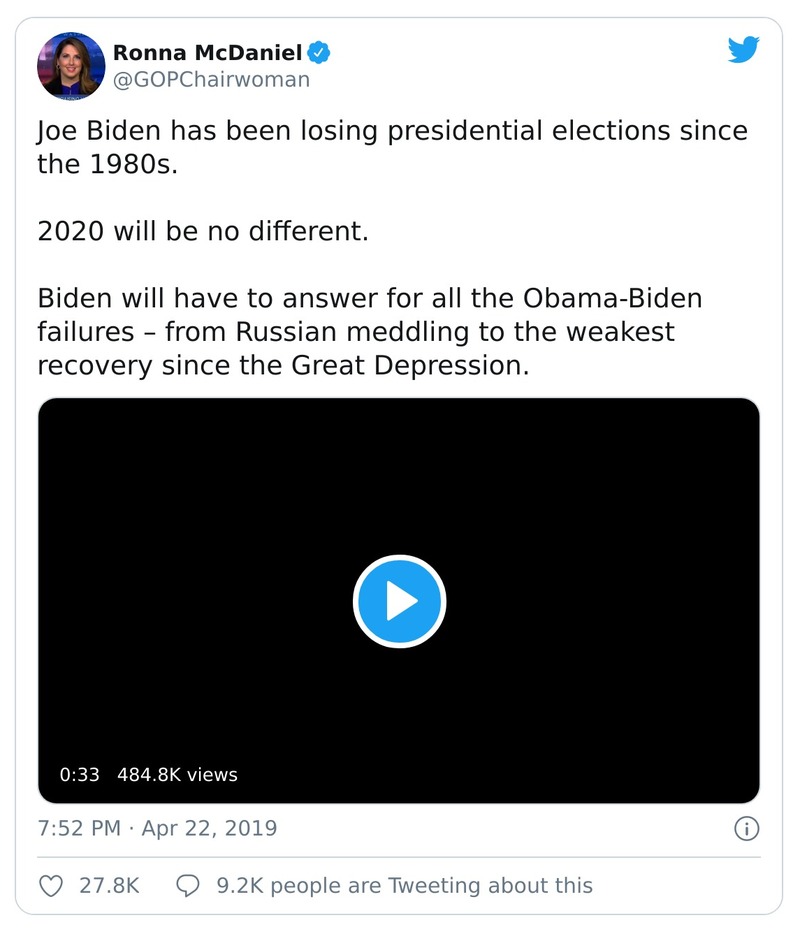 Ronna McDaniel
@GOPChairwoman
Joe Biden has been losing presidential elections since
the 1980s.
2020 will be no different.
Biden will have to answer for all the Obama-Biden
failures – from Russian meddling to the weakest
recovery since the Great Depression.
0:33 484.8K views
7:52 PM · Apr 22, 2019
27.8K 9.2K people are Tweeting about this